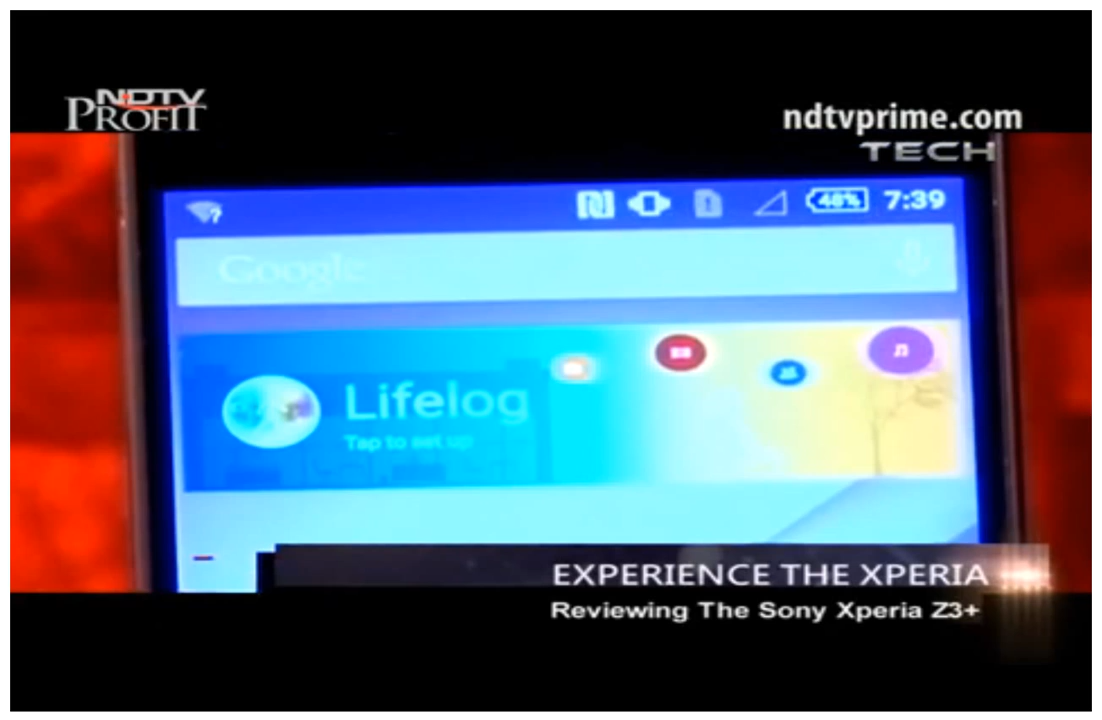 NDTV
PROFIT
ndtvprime.com
TECH
48% 7:39
Google
Lifelog
Tap to set up
EXPERIENCE THE XPERIA
Reviewing The Sony Xperia Z3+